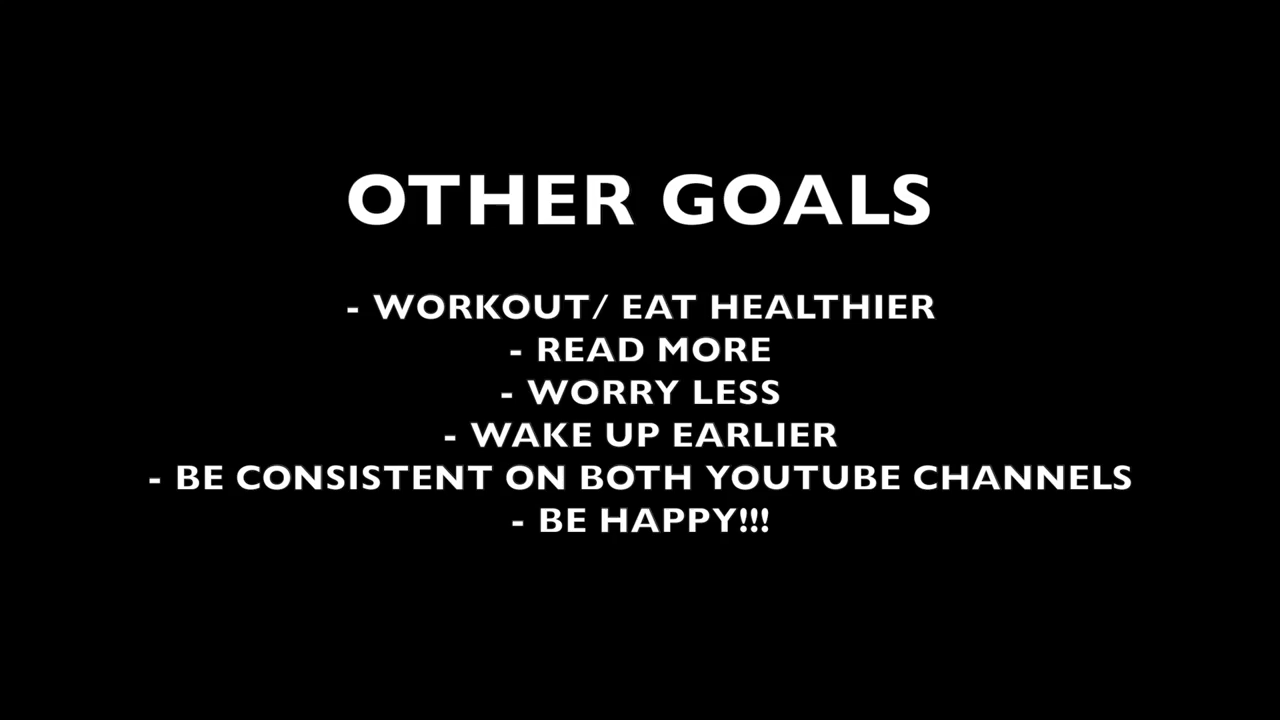 OTHER GOALS
- WORKOUT/ EAT HEALTHIER
- READ MORE
- WORRY LESS
- WAKE UP EARLIER
- BE CONSISTENT ON BOTH YOUTUBE CHANNELS
- BE HAPPY!!!